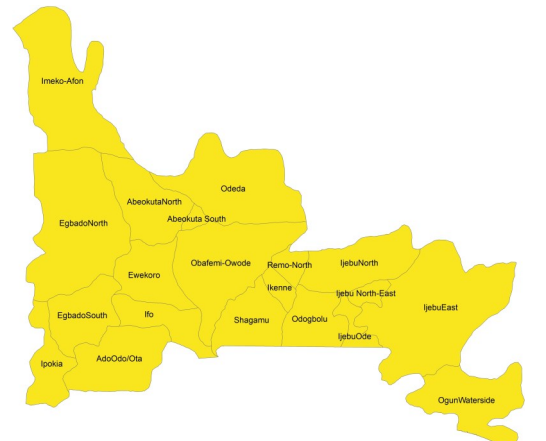 Imeko-Afon
Odeda
AbeokutaNorth
Abeokuta South
EgbadoNorth
Obafemi-Owode
Remo-North
IjebuNorth
Ewekoro
Ikenne
Ijebu North-East
IjebuEast
EgbadoSouth
Ifo
Shagamu
Odogbolu
IjebuOde
Ipokia
AdoOdo/Ota
OgunWaterside